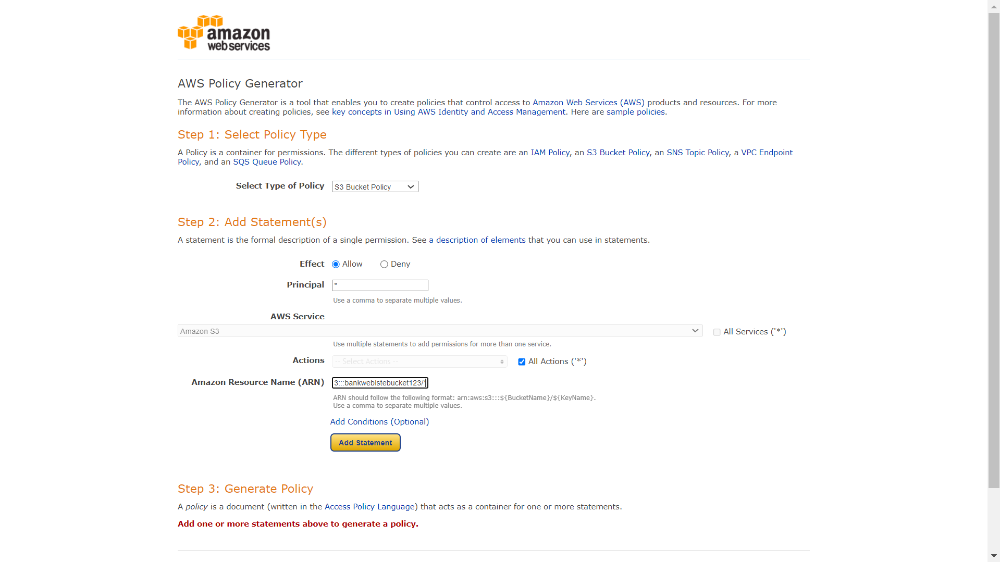 amazon
webservices
AWS Policy Generator
The AWS Policy Generator is a tool that enables you to create policies that control access to Amazon Web Services (AWS) products and resources. For more
information about creating policies, see key concepts in Using AWS Identity and Access Management. Here are sample policies.
Step 1: Select Policy Type
A Policy is a container for permissions. The different types of policies you can create are an IAM Policy, an S3 Bucket Policy, an SNS Topic Policy, a VPC Endpoint
Policy, and an SQS Queue Policy.
Select Type of Policy S3 Bucket Policy
Step 2: Add Statement(s)
A statement is the formal description of a single permission. See a description of elements that you can use in statements.
Effect Allow Deny
Principal *
Use a comma to separate multiple values.
AWS Service
Amazon S3 All Services ('*')
Use multiple statements to add permissions for more than one service.
Actions -- Select Actions -- All Actions ('*')
Amazon Resource Name (ARN) 3:::bankwebistebucket123/*
ARN should follow the following format: arn:aws:s3:::${BucketName}/${KeyName}.
Use a comma to separate multiple values.
Add Conditions (Optional)
Add Statement
Step 3: Generate Policy
A policy is a document (written in the Access Policy Language) that acts as a container for one or more statements.
Add one or more statements above to generate a policy.